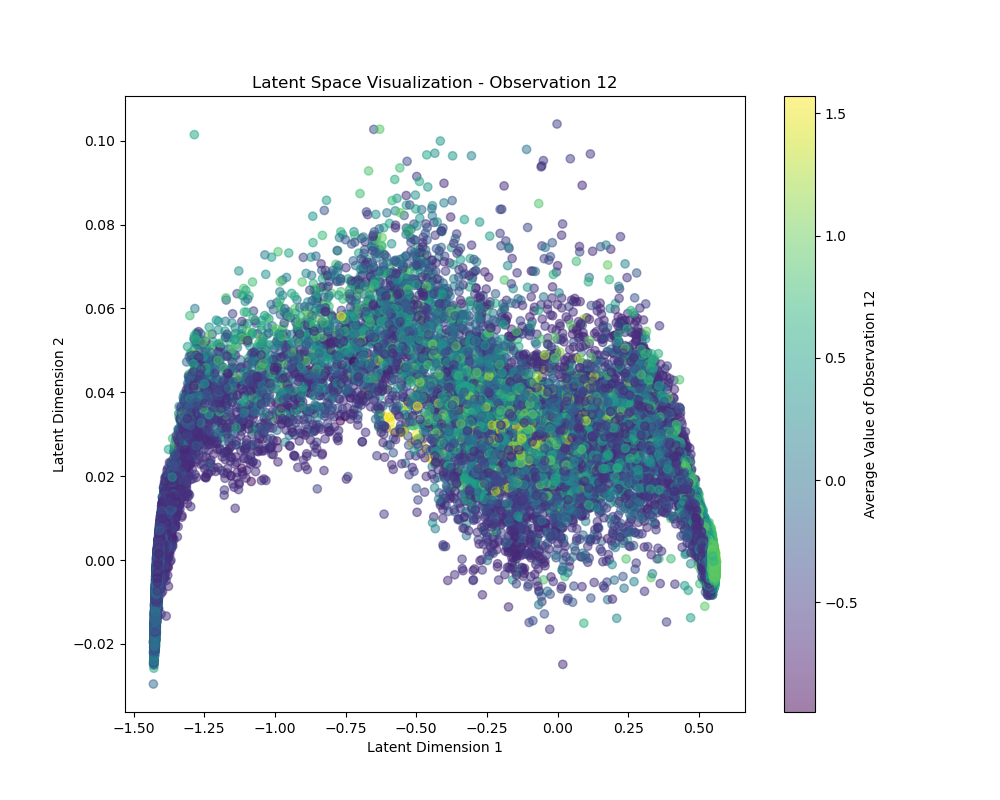 Latent Space Visualization - Observation 12
0.10
0.08
0.06
0.04
0.02
0.00
−0.02
Latent Dimension 2
−1.50 −1.25 −1.00 −0.75 −0.50 −0.25 0.00 0.25 0.50
Latent Dimension 1
1.5
1.0
0.5
0.0
−0.5
Average Value of Observation 12